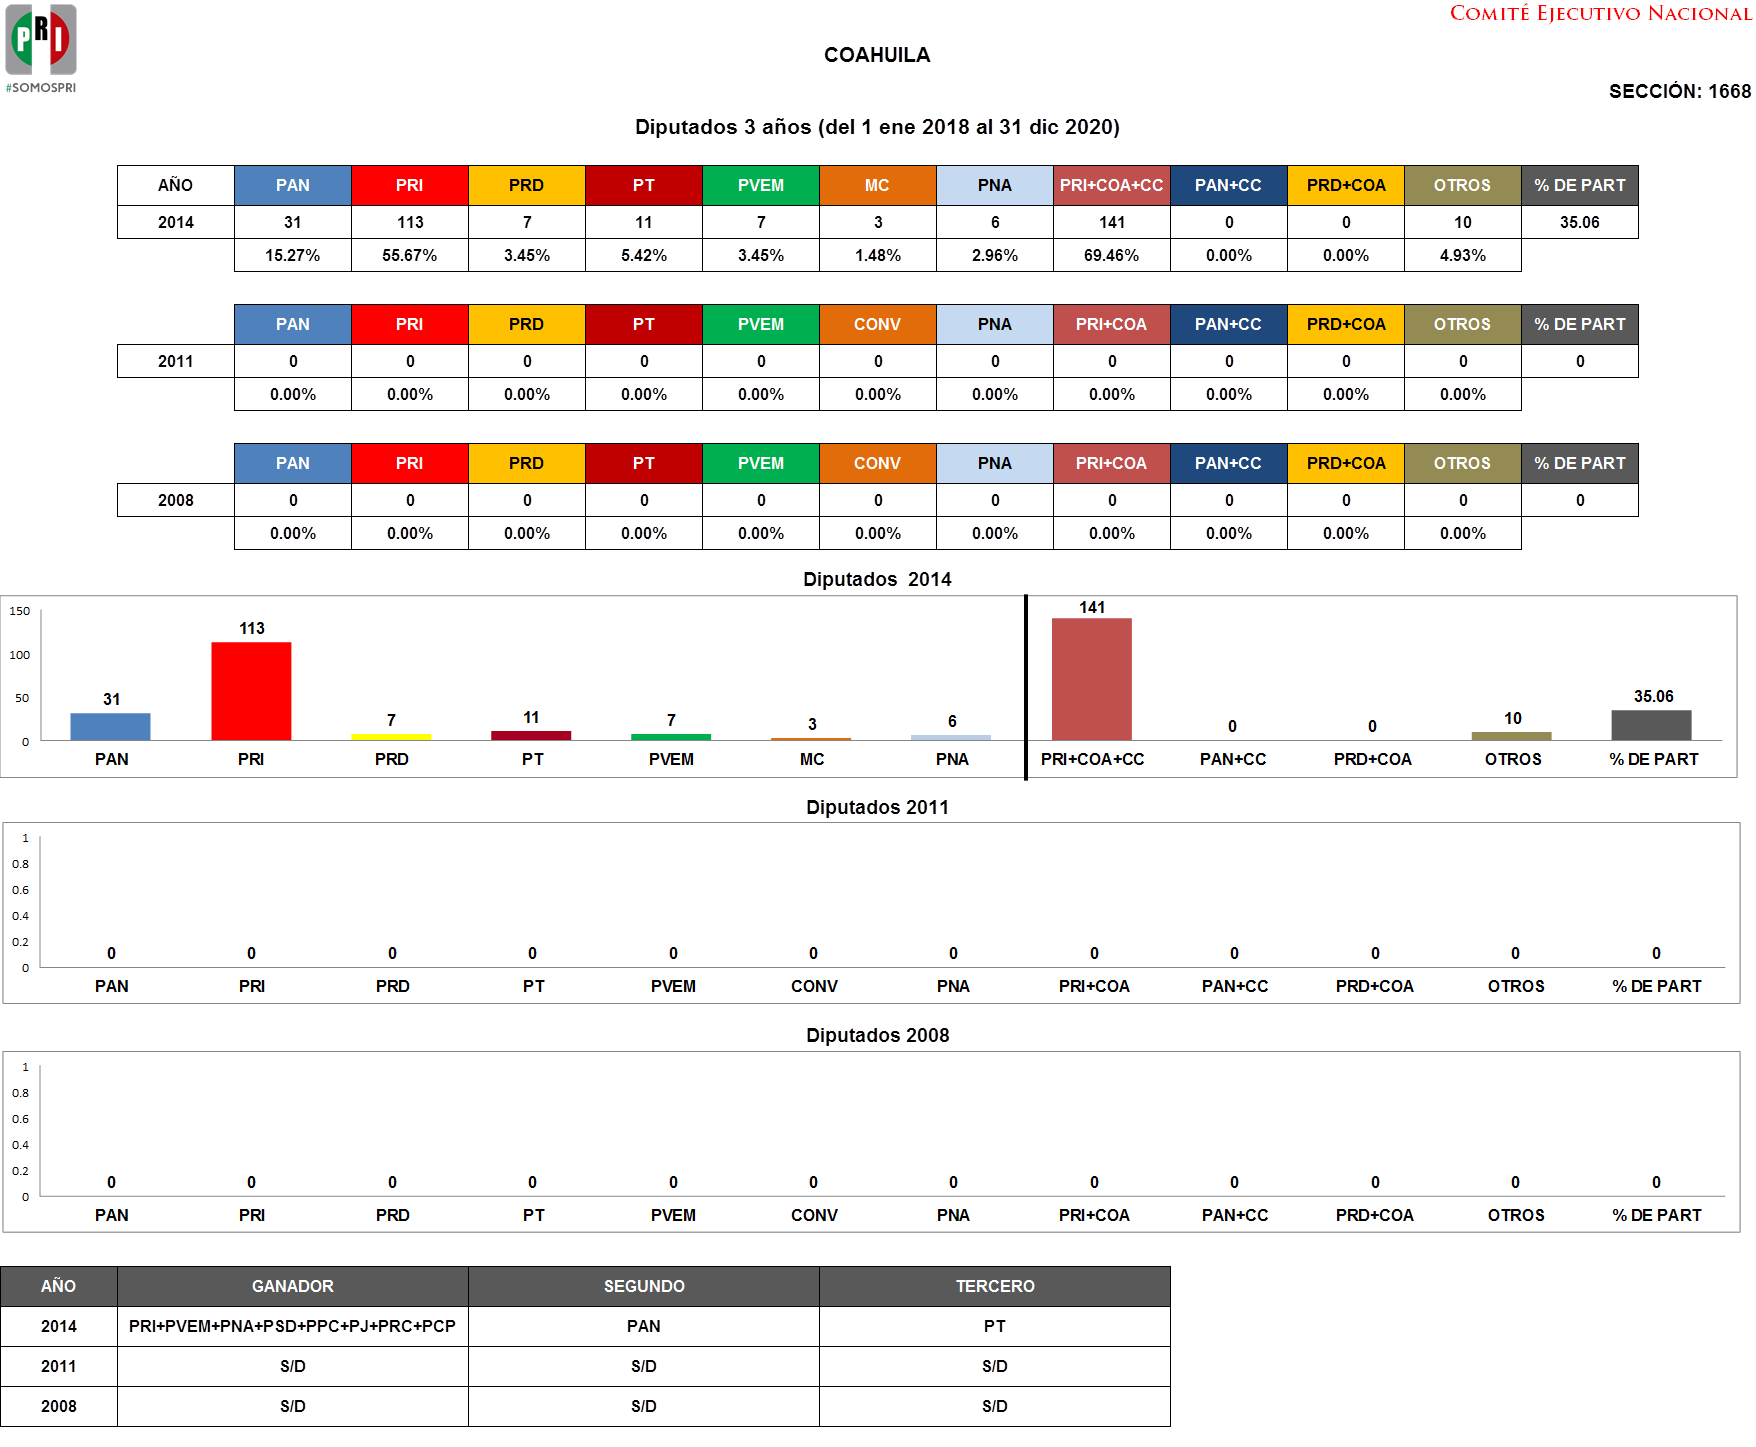 PRI
#SOMOSPRI
COMITÉ EJECUTIVO NACIONAL
COAHUILA
SECCIÓN: 1668
Diputados 3 años (del 1 ene 2018 al 31 dic 2020)
AÑO PAN PRI PRD PT PVEM MC PNA PRI+COA+CC PAN+CC PRD+COA OTROS % DE PART
2014 31 113 7 11 7 3 6 141 0 0 10 35.06
15.27% 55.67% 3.45% 5.42% 3.45% 1.48% 2.96% 69.46% 0.00% 0.00% 4.93%
PAN PRI PRD PT PVEM CONV PNA PRI+COA PAN+CC PRD+COA OTROS % DE PART
2011 0 0 0 0 0 0 0 0 0 0 0 0
0.00% 0.00% 0.00% 0.00% 0.00% 0.00% 0.00% 0.00% 0.00% 0.00% 0.00%
PAN PRI PRD PT PVEM CONV PNA PRI+COA PAN+CC PRD+COA OTROS % DE PART
2008 0 0 0 0 0 0 0 0 0 0 0 0
0.00% 0.00% 0.00% 0.00% 0.00% 0.00% 0.00% 0.00% 0.00% 0.00% 0.00%
Diputados 2014
150
100
50
0
31 113 7 11 7 3 6 141 0 0 10 35.06
PAN PRI PRD PT PVEM MC PNA PRI+COA+CC PAN+CC PRD+COA OTROS % DE PART
Diputados 2011
1
0.8
0.6
0.4
0.2
0
0 0 0 0 0 0 0 0 0 0 0 0
PAN PRI PRD PT PVEM CONV PNA PRI+COA PAN+CC PRD+COA OTROS % DE PART
Diputados 2008
1
0.8
0.6
0.4
0.2
0
0 0 0 0 0 0 0 0 0 0 0 0
PAN PRI PRD PT PVEM CONV PNA PRI+COA PAN+CC PRD+COA OTROS % DE PART
AÑO GANADOR SEGUNDO TERCERO
2014 PRI+PVEM+PNA+PSD+PPC+PJ+PRC+PCP PAN PT
2011 S/D S/D S/D
2008 S/D S/D S/D